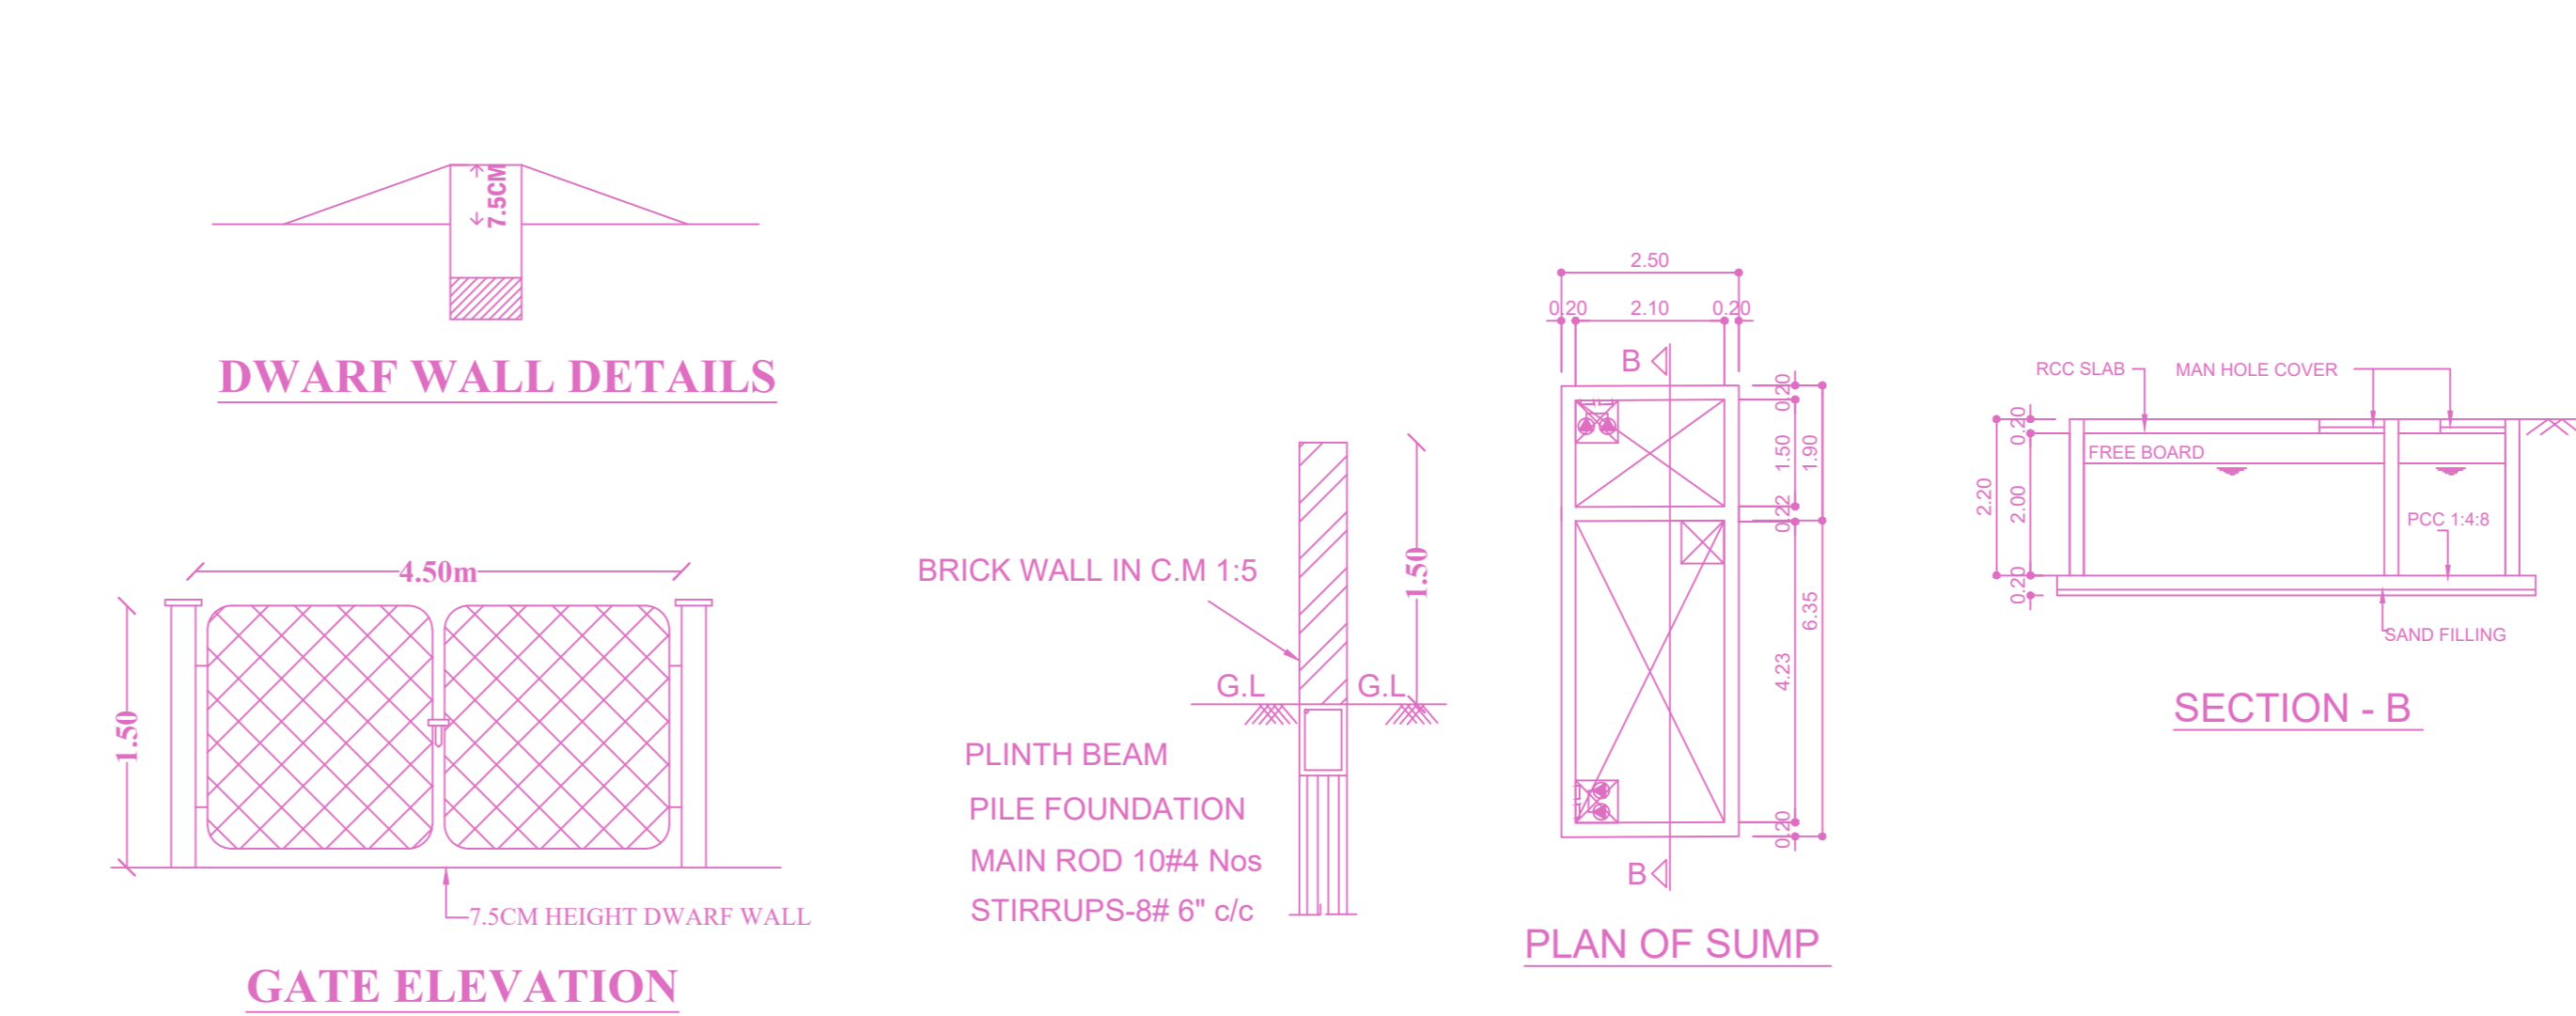 7.5CM
DWARF WALL DETAILS
4.50m
1.50
7.5CM HEIGHT DWARF WALL
GATE ELEVATION
BRICK WALL IN C.M 1:5
1.50
G.L
G.L
PLINTH BEAM
PILE FOUNDATION
MAIN ROD 10#4 Nos
STIRRUPS-8# 6" c/c
2.50
0.20
2.10
0.20
B
0.20
1.50
1.90
0.22
6.35
4.23
0.20
B
PLAN OF SUMP
RCC SLAB
MAN HOLE COVER
0.20
FREE BOARD
2.20
2.00
PCC 1:4:8
0.20
SAND FILLING
SECTION - B